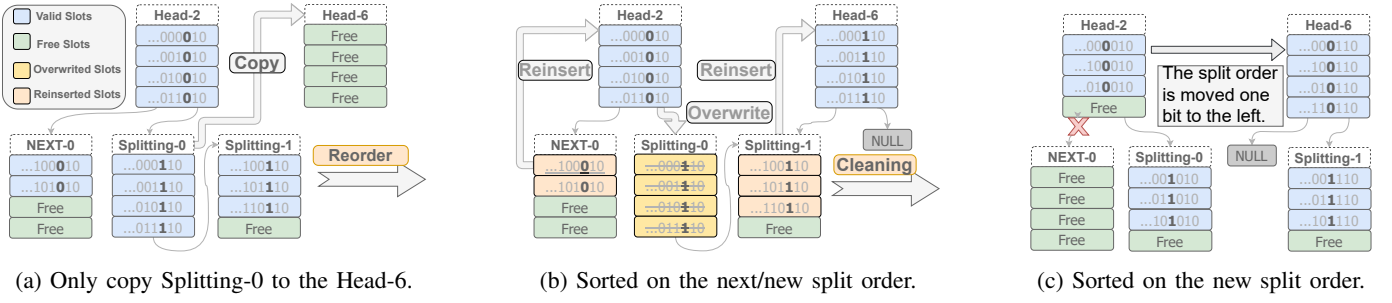 Valid Slots
Free Slots
Overwrited Slots
Reinserted Slots
Head-2
...000010
...001010
...010010
...011010
Copy
Head-6
Free
Free
Free
Free
NEXT-0
...100010
...101010
Free
Free
Splitting-0
...000110
...001110
...010110
...011110
Splitting-1
...100110
...101110
...110110
Free
Reorder
(a) Only copy Splitting-0 to the Head-6.
Head-2
...000010
...001010
...010010
...011010
Reinsert
Reinsert
Overwrite
Head-6
...000110
...001110
...010110
...011110
NULL
NEXT-0
...100010
...101010
Free
Free
Splitting-0
...000110
...001110
...010110
...011110
Splitting-1
...100110
...101110
...110110
Free
Cleaning
(b) Sorted on the next/new split order.
Head-2
...000010
...100010
...010010
Free
Head-6
...000110
...100110
...010110
...110110
The split order
is moved one
bit to the left.
NEXT-0
Free
Free
Free
Free
Splitting-0
...001010
...011010
...101010
Free
NULL
Splitting-1
...001110
...011110
...101110
Free
(c) Sorted on the new split order.